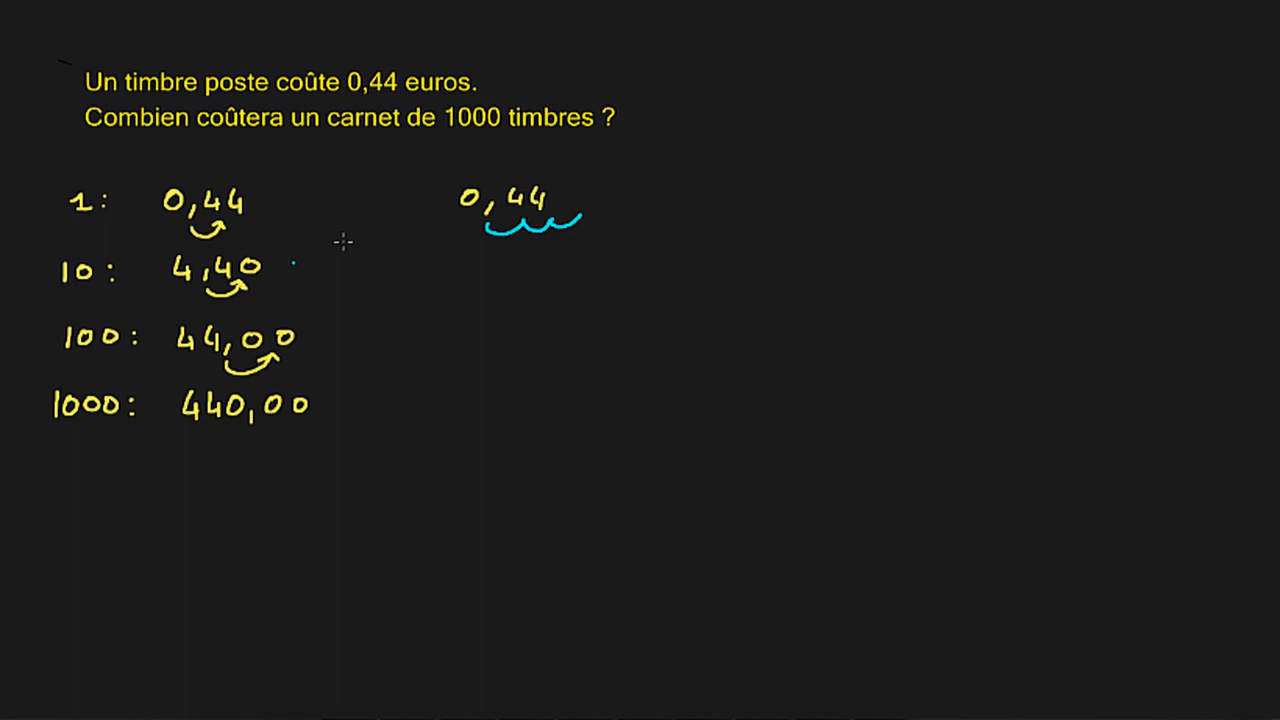 Un timbre poste coûte 0,44 euros.
Combien coûtera un carnet de 1000 timbres ?
1: 0,44 0,44
10: 4,40
100: 44,00
1000: 440,00